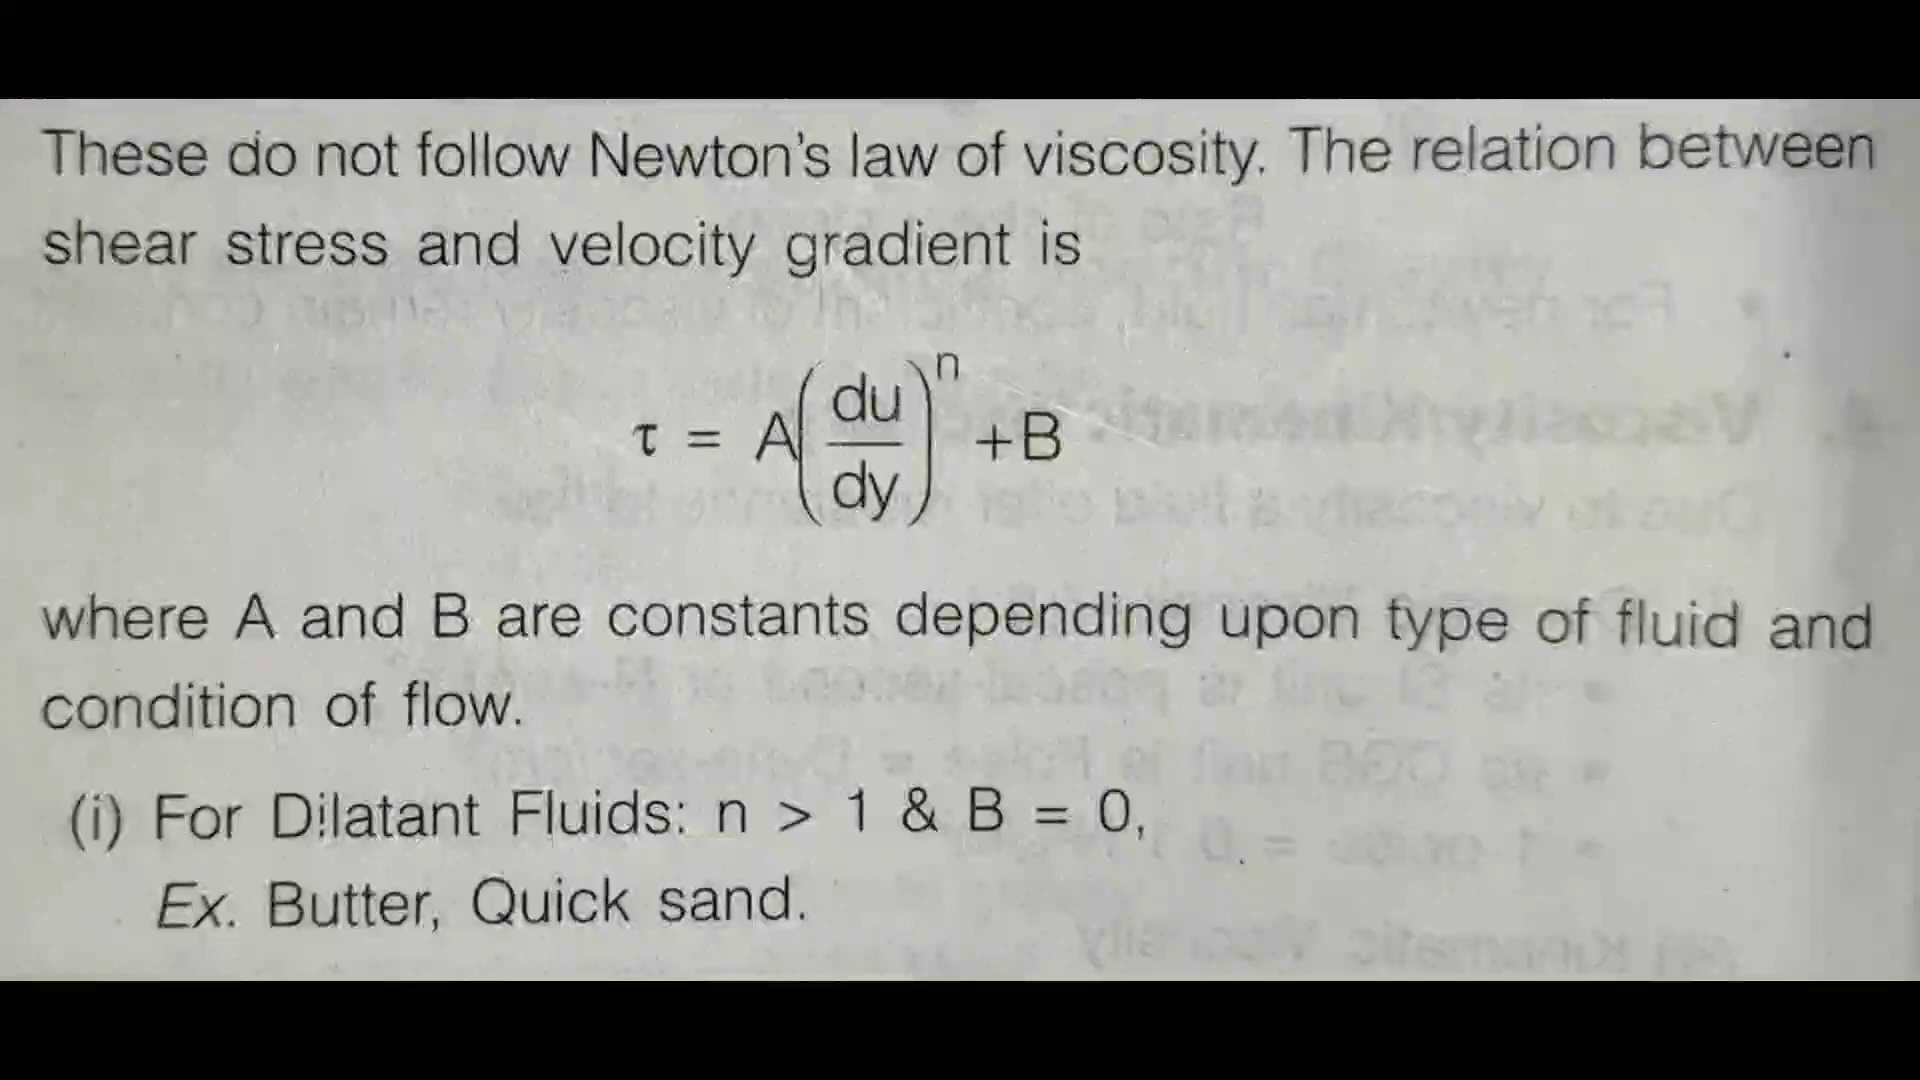 These do not follow Newton's law of viscosity. The relation between
shear stress and velocity gradient is
τ = A(du/dy)^n +B
where A and B are constants depending upon type of fluid and
condition of flow.
(i) For Dilatant Fluids: n > 1 & B = 0,
Ex. Butter, Quick sand.